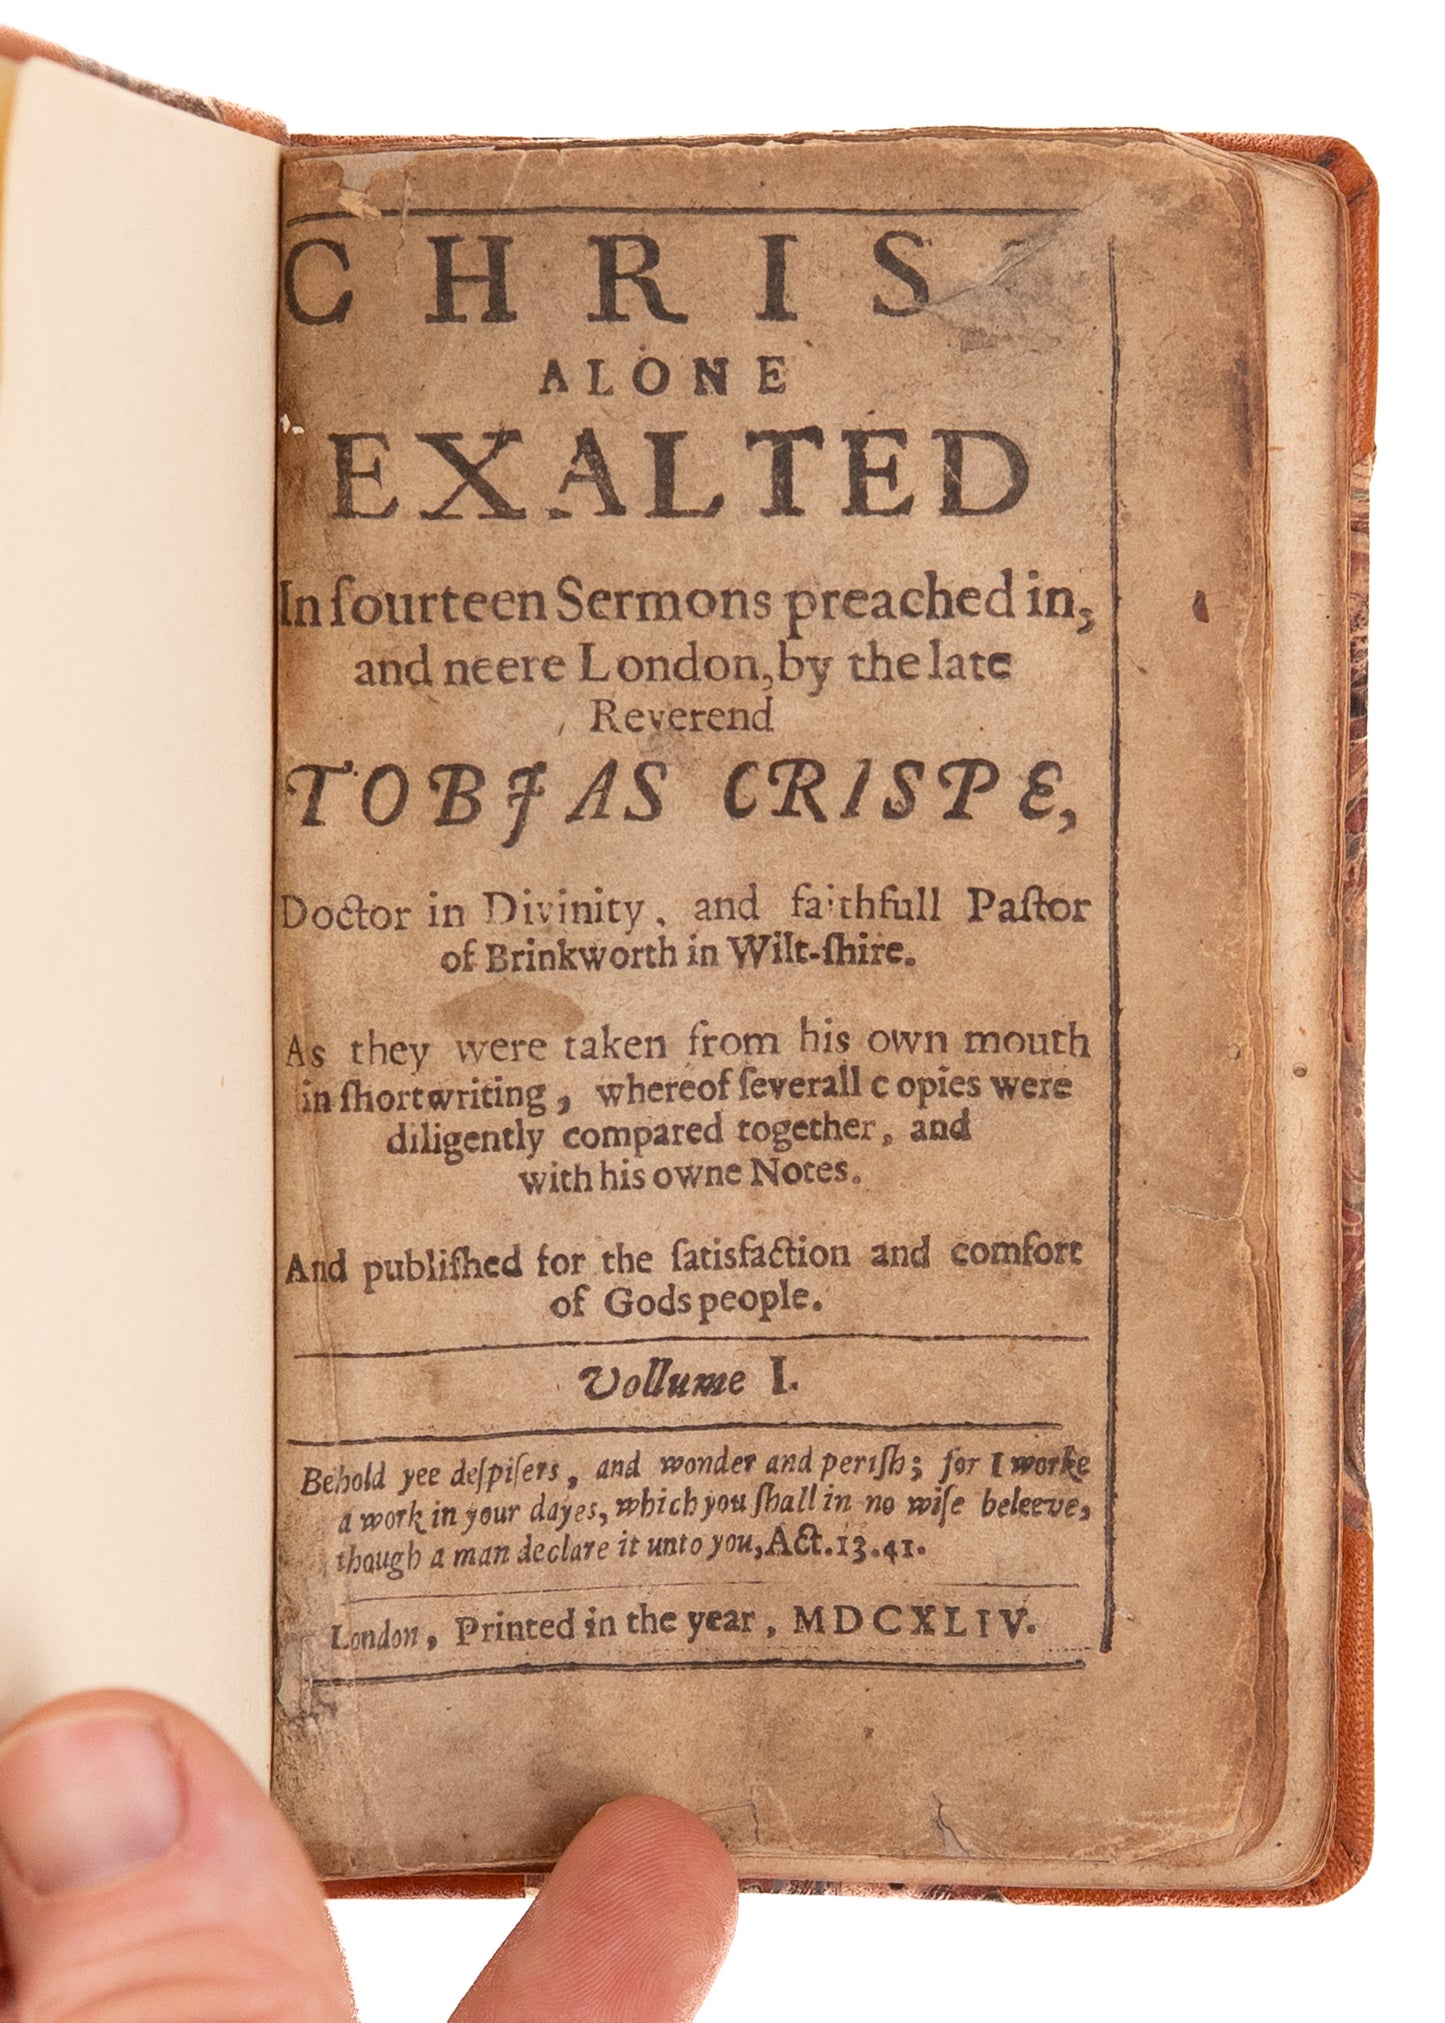 CHRIS
ALONE
EXALTED
In fourteen Sermons preached in,
and neere London, by the late
Reverend
TOBJAS CRISPE,
Doctor in Divinity, and faithfull Paſtor
of Brinkworth in Wilt-ſhire.
As they were taken from his own mouth
in ſhortwriting, whereof ſeverall copies were
diligently compared together, and
with his owne Notes.
And publiſhed for the ſatisfaction and comfort
of Gods people.
Vollume I.
Behold yee deſpiſers, and wonder and periſh; for I worke
a work in your dayes, which you ſhall in no wiſe beleeve,
though a man declare it unto you, Act. 13. 41.
London, Printed in the year, MDCXLIV.